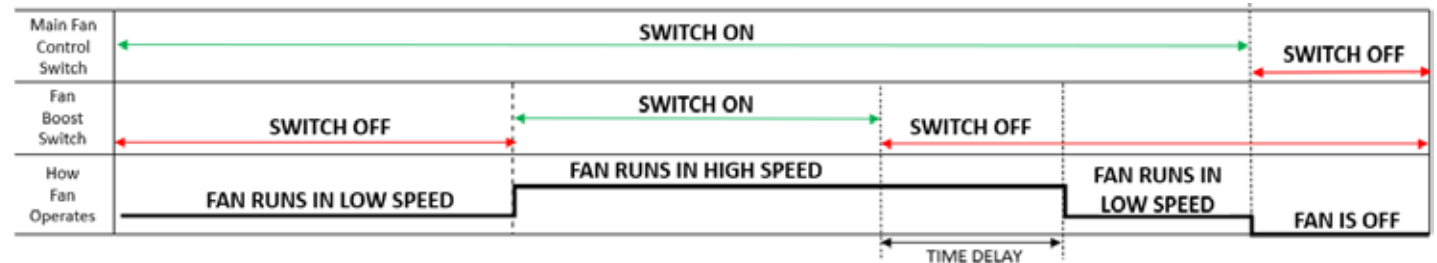 Main Fan
Control
Switch
SWITCH ON
SWITCH OFF
Fan
Boost
Switch
SWITCH OFF
SWITCH ON
SWITCH OFF
How
Fan
Operates
FAN RUNS IN LOW SPEED
FAN RUNS IN HIGH SPEED
FAN RUNS IN
LOW SPEED
FAN IS OFF
TIME DELAY